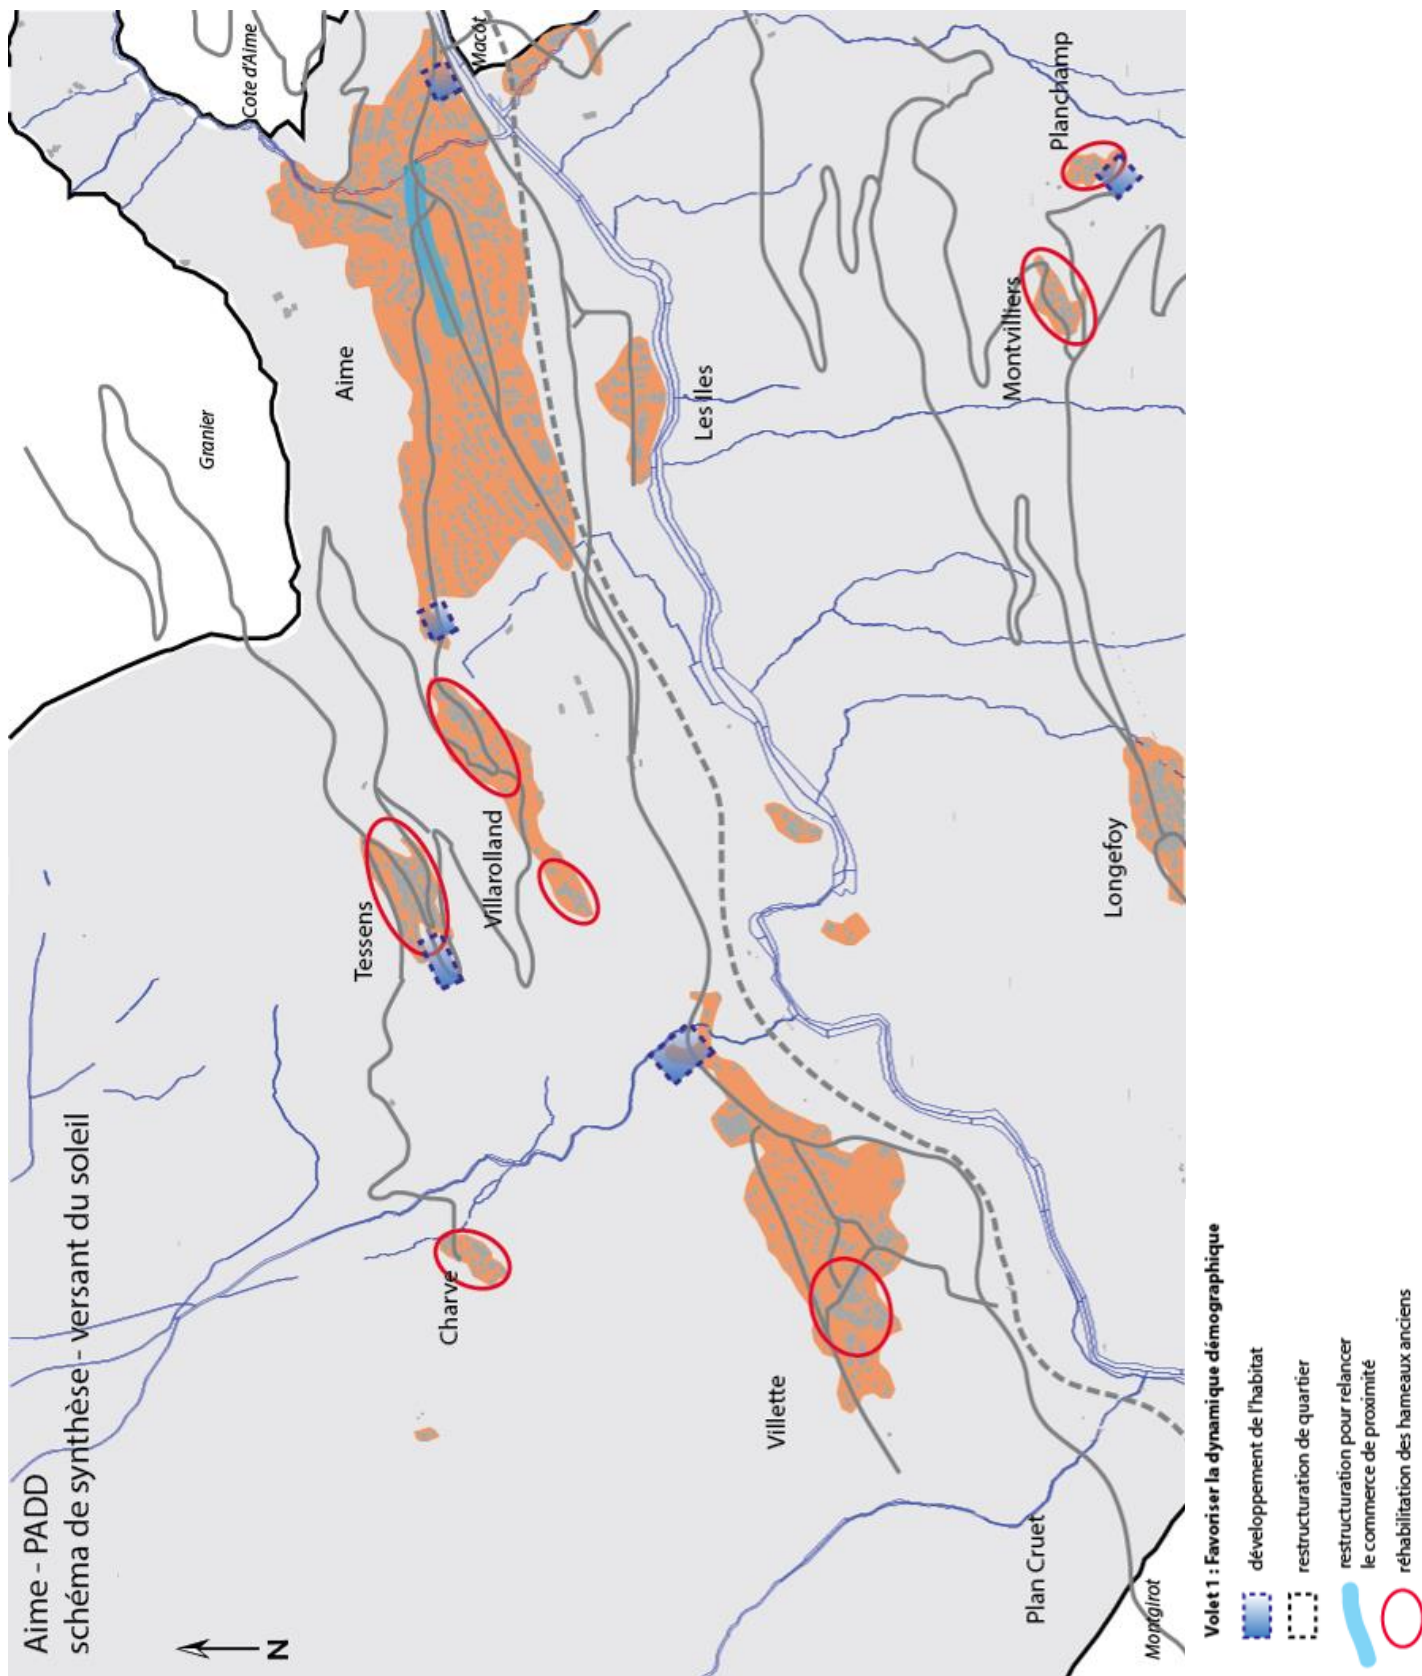 Aime - PADD
schéma de synthèse - versant du soleil
N
Granier
Cote d'Aime
Macot
Aime
Tessens
Villarolland
Les Iles
Charve
Montvilliers
Planchamp
Villette
Longefoy
Plan Cruet
Montgirot
Volet 1 : Favoriser la dynamique démographique
développement de l'habitat
restructuration de quartier
restructuration pour relancer
le commerce de proximité
réhabilitation des hameaux anciens